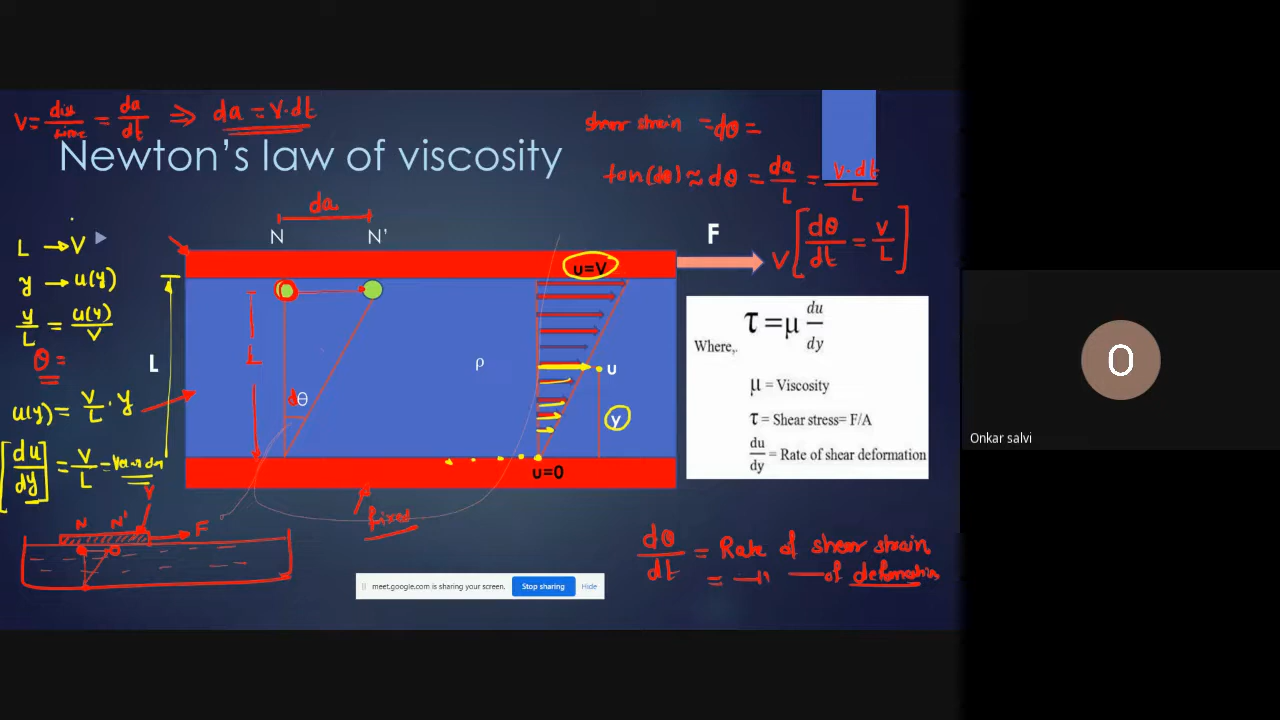 V = dis/time = da/dt ⇒ da = V·dt
shear strain = dθ =
Newton's law of viscosity
tan(dθ) ≈ dθ = da/L = V·dt/L
da
N N'
F
V [dθ/dt = V/L]
L → V
y → u(y)
y/L = u(y)/V
θ =
u(y) = V/L · y
[du/dy] = V/L =
L
L
dθ
ρ
u=V
u
y
u=0
fixed
τ = μ du/dy
Where,.
μ = Viscosity
τ = Shear stress= F/A
du/dy = Rate of shear deformation
N N' V F
dθ/dt = Rate of shear strain
= —11— of deformation
meet.google.com is sharing your screen. Stop sharing Hide
O
Onkar salvi